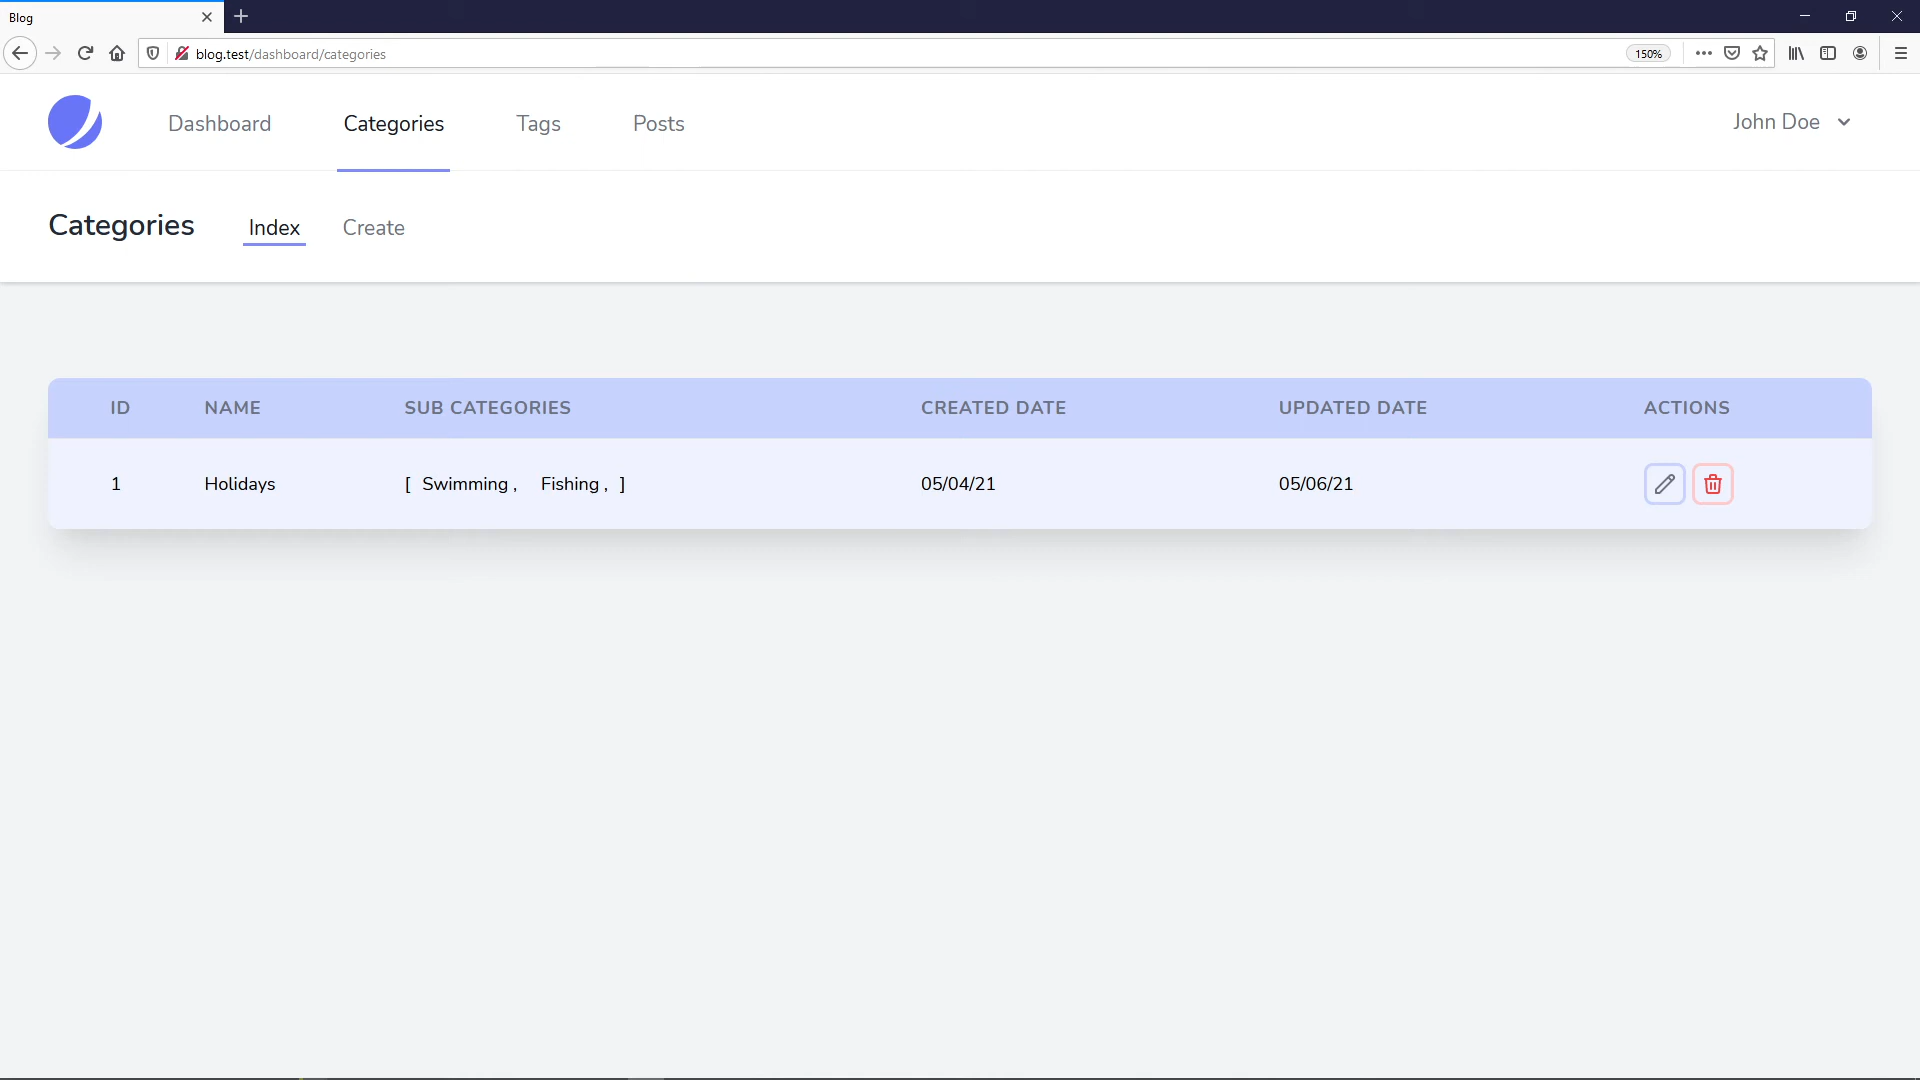 Blog
blog.test/dashboard/categories 150%
Dashboard Categories Tags Posts John Doe
Categories Index Create
ID NAME SUB CATEGORIES CREATED DATE UPDATED DATE ACTIONS
1 Holidays [ Swimming , Fishing , ] 05/04/21 05/06/21